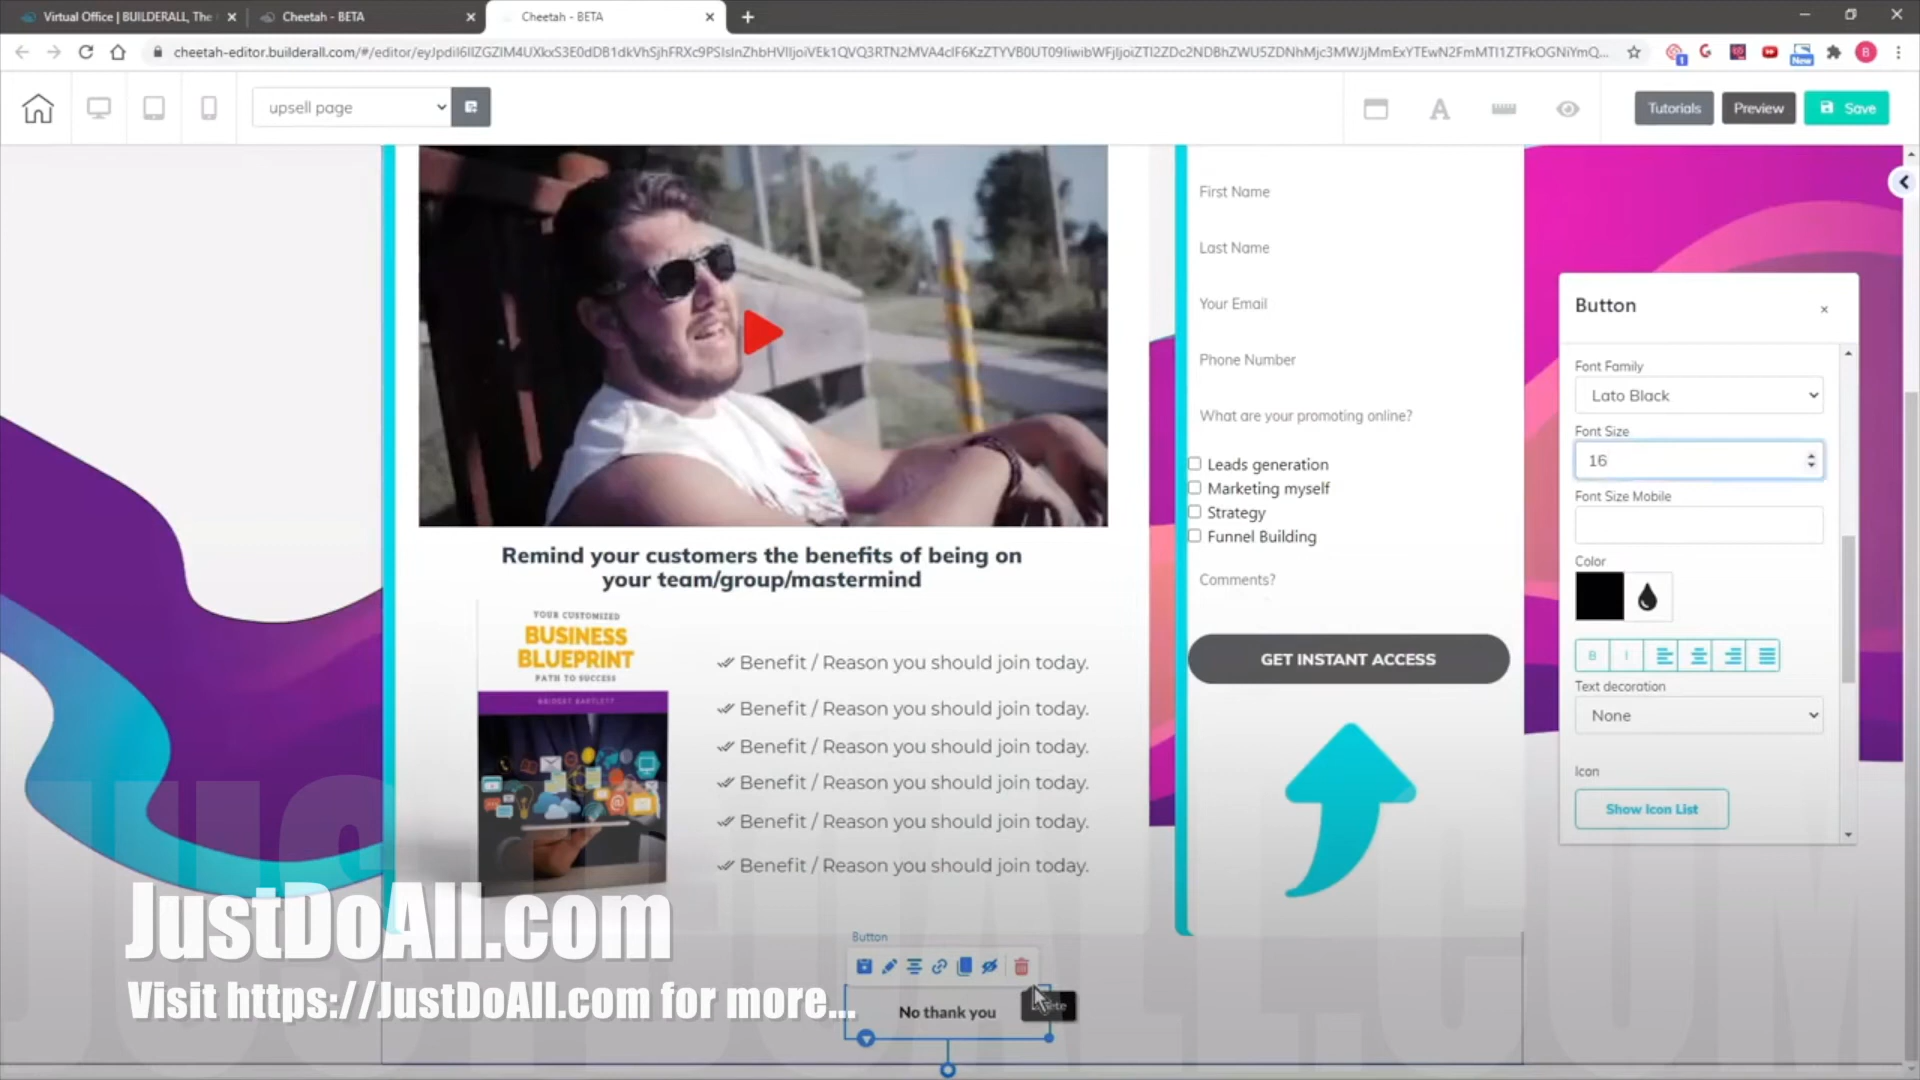 Virtual Office | BUILDERALL, The
Cheetah - BETA
Cheetah - BETA
upsell page
Tutorials
Preview
Save
First Name
Last Name
Your Email
Phone Number
What are your promoting online?
Leads generation
Marketing myself
Strategy
Funnel Building
Comments?
GET INSTANT ACCESS
Remind your customers the benefits of being on
your team/group/mastermind
YOUR CUSTOMIZED
BUSINESS
BLUEPRINT
PATH TO SUCCESS
BRIDGET BARTLETT
Benefit / Reason you should join today.
Benefit / Reason you should join today.
Benefit / Reason you should join today.
Benefit / Reason you should join today.
Benefit / Reason you should join today.
Benefit / Reason you should join today.
Button
No thank you
Button
Font Family
Lato Black
Font Size
16
Font Size Mobile
Color
B I
Text decoration
None
Icon
Show Icon List
JustDoAll.com
Visit https://JustDoAll.com for more...